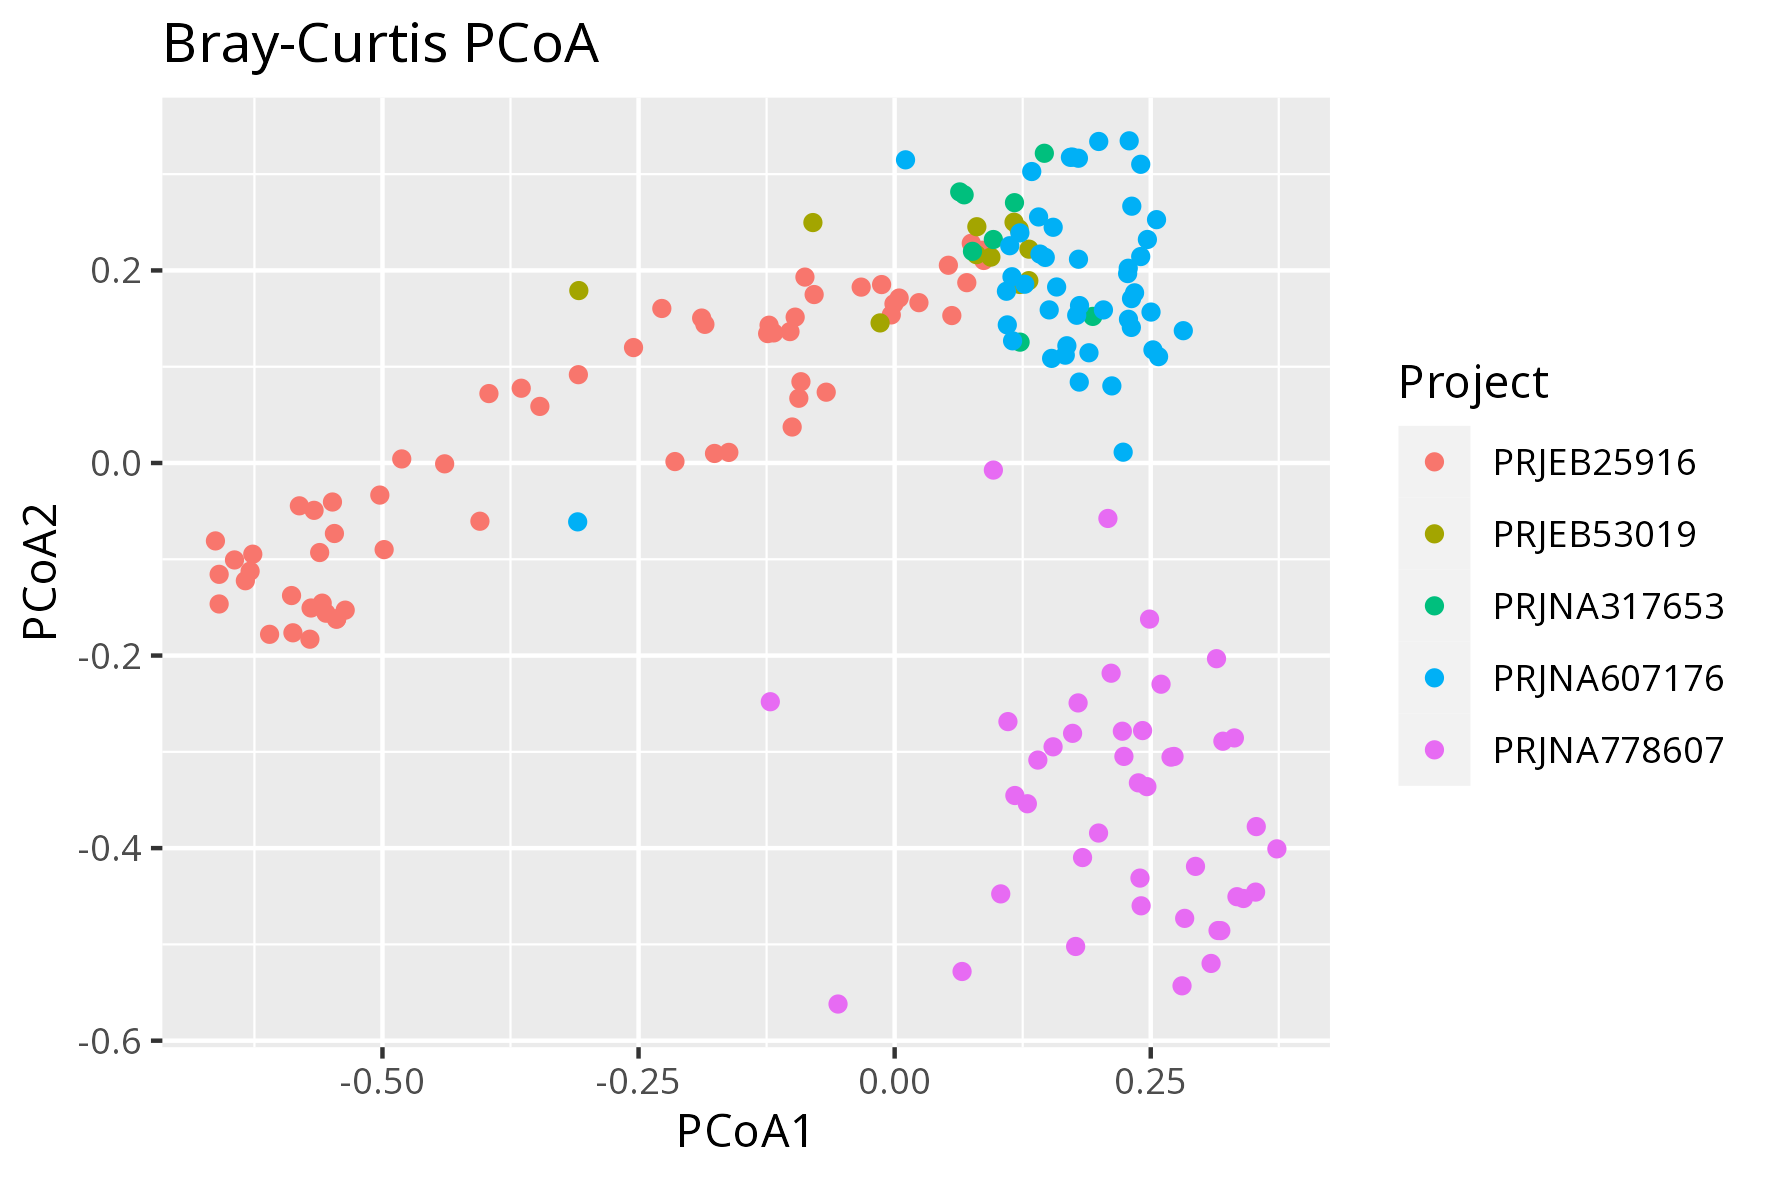 Bray-Curtis PCoA
0.2
0.0
-0.2
-0.4
-0.6
PCoA2
-0.50 -0.25 0.00 0.25
PCoA1
Project
PRJEB25916
PRJEB53019
PRJNA317653
PRJNA607176
PRJNA778607